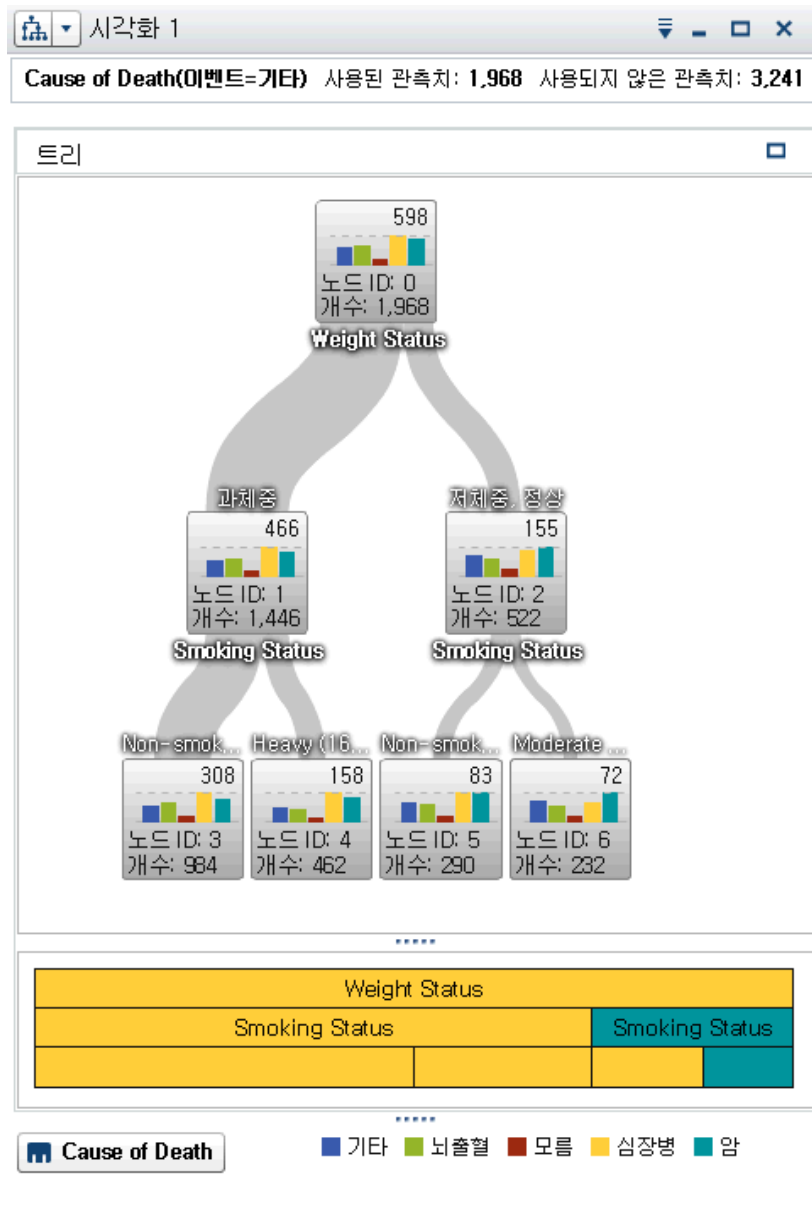 시각화 1
Cause of Death(이벤트=기타) 사용된 관측치: 1,968 사용되지 않은 관측치: 3,241
트리
598
노드 ID: 0
개수: 1,968
Weight Status
과체중 저체중, 정상
466 155
노드 ID: 1 노드 ID: 2
개수: 1,446 개수: 522
Smoking Status Smoking Status
Non-smok... Heavy (16,... Non-smok... Moderate ...
308 158 83 72
노드 ID: 3 노드 ID: 4 노드 ID: 5 노드 ID: 6
개수: 984 개수: 462 개수: 290 개수: 232
Weight Status
Smoking Status Smoking Status
Cause of Death 기타 뇌출혈 모름 심장병 암